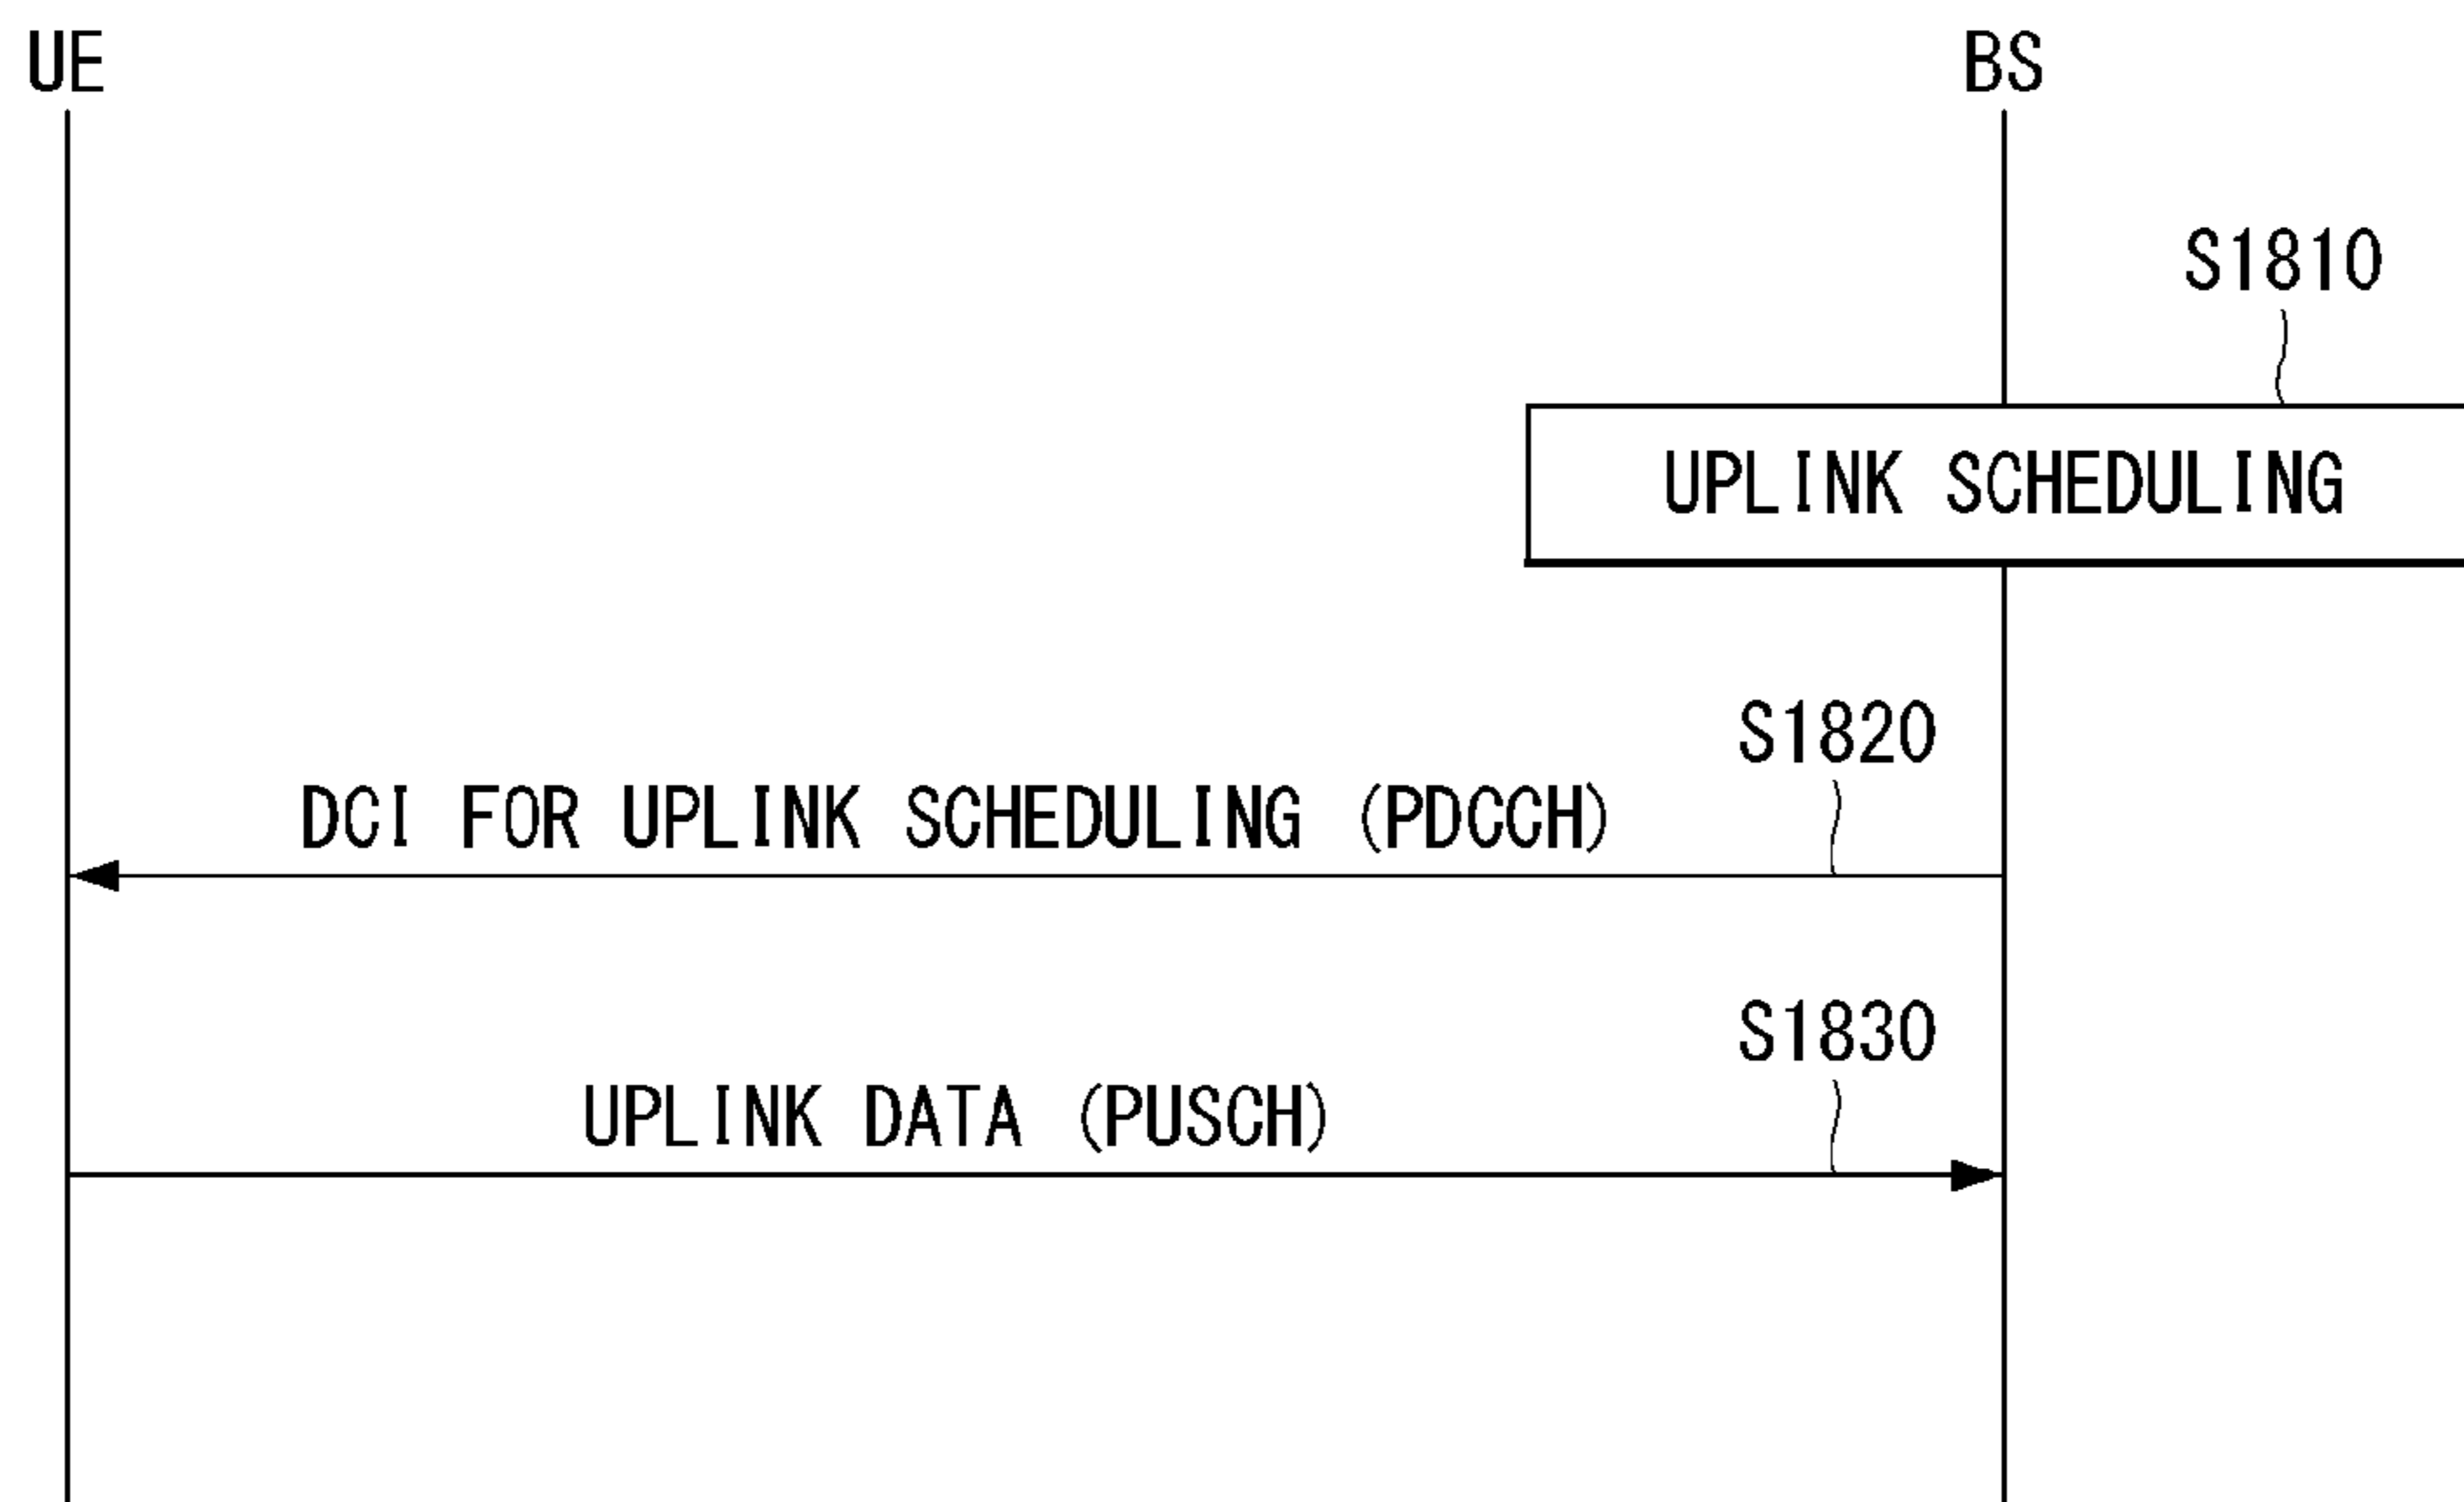 UE
BS
S1810
UPLINK SCHEDULING
S1820
DCI FOR UPLINK SCHEDULING (PDCCH)
S1830
UPLINK DATA (PUSCH)